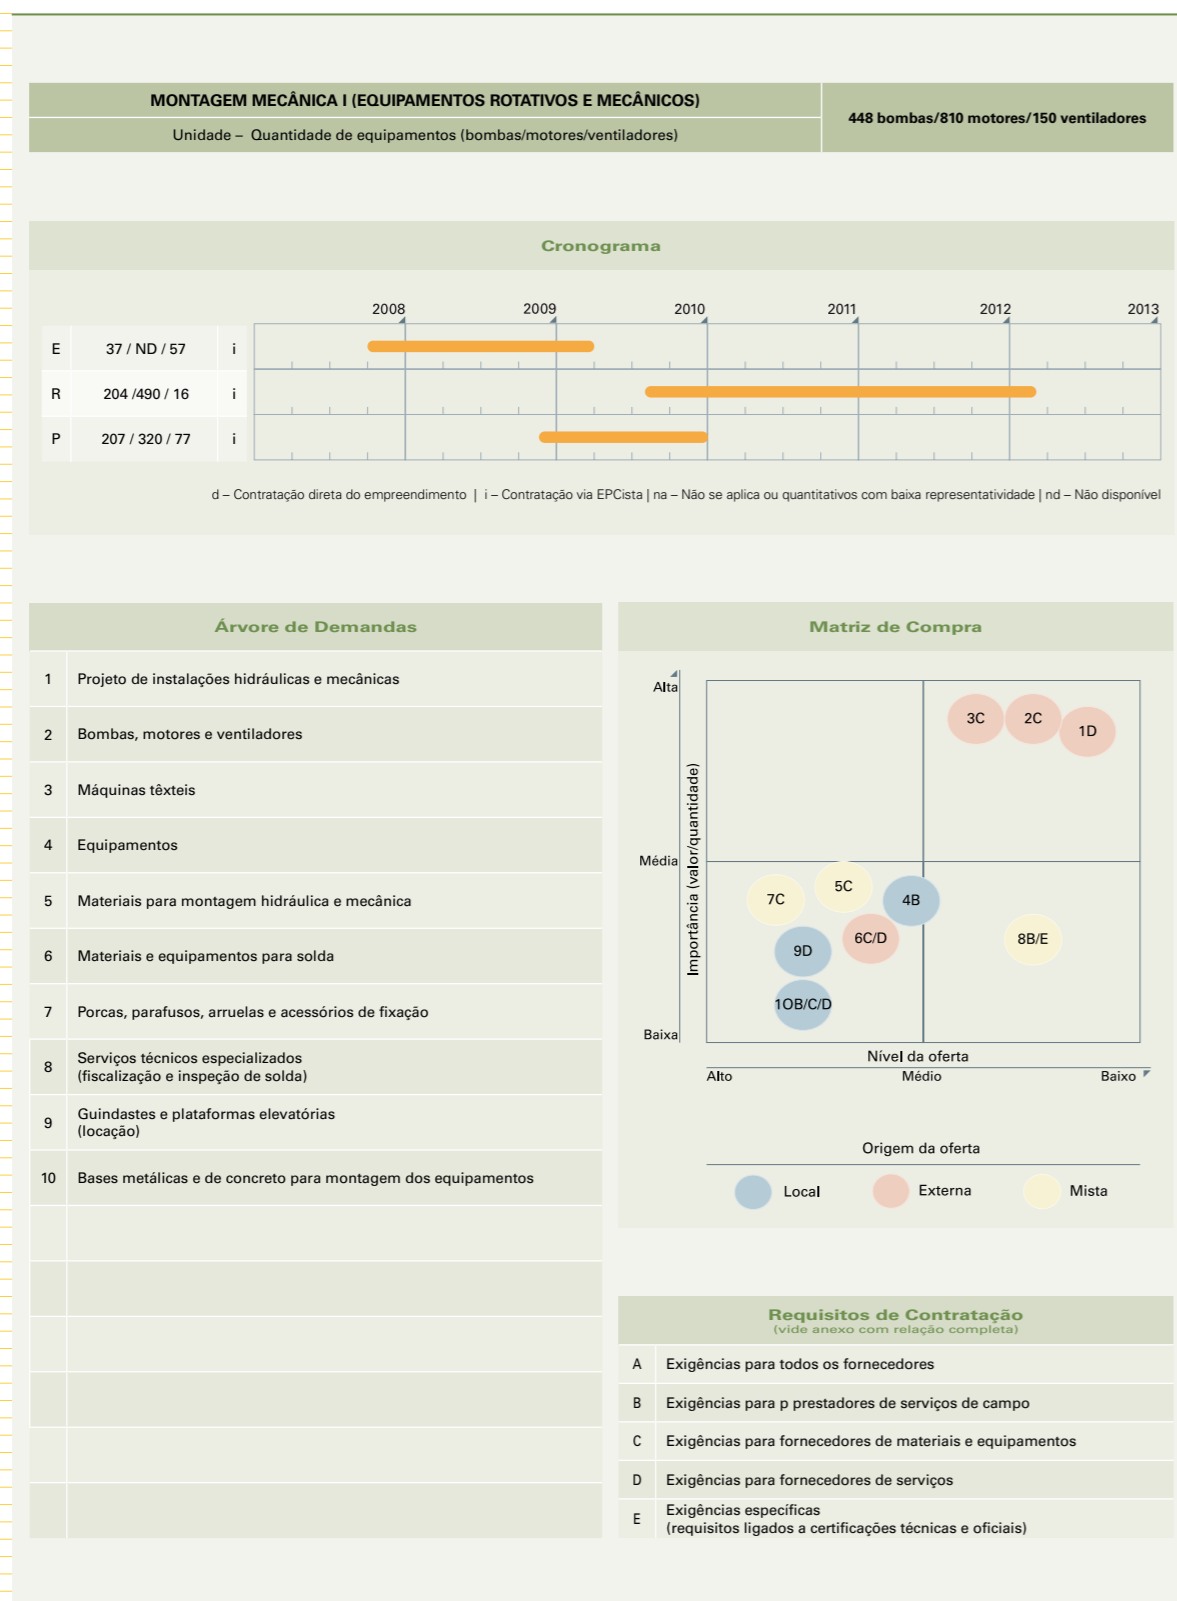 MONTAGEM MECÂNICA I (EQUIPAMENTOS ROTATIVOS E MECÂNICOS)
Unidade – Quantidade de equipamentos (bombas/motores/ventiladores)
448 bombas/810 motores/150 ventiladores
Cronograma
2008 2009 2010 2011 2012 2013
E 37 / ND / 57 i
R 204 /490 / 16 i
P 207 / 320 / 77 i
d – Contratação direta do empreendimento | i – Contratação via EPCista | na – Não se aplica ou quantitativos com baixa representatividade | nd – Não disponível
Árvore de Demandas
1 Projeto de instalações hidráulicas e mecânicas
2 Bombas, motores e ventiladores
3 Máquinas têxteis
4 Equipamentos
5 Materiais para montagem hidráulica e mecânica
6 Materiais e equipamentos para solda
7 Porcas, parafusos, arruelas e acessórios de fixação
8 Serviços técnicos especializados
(fiscalização e inspeção de solda)
9 Guindastes e plataformas elevatórias
(locação)
10 Bases metálicas e de concreto para montagem dos equipamentos
Matriz de Compra
Alta
Média
Baixa
Importância (valor/quantidade)
3C 2C 1D
7C 5C 4B
9D 6C/D 8B/E
1OB/C/D
Nível da oferta
Alto Médio Baixo
Origem da oferta
Local Externa Mista
Requisitos de Contratação
(vide anexo com relação completa)
A Exigências para todos os fornecedores
B Exigências para p prestadores de serviços de campo
C Exigências para fornecedores de materiais e equipamentos
D Exigências para fornecedores de serviços
E Exigências específicas
(requisitos ligados a certificações técnicas e oficiais)